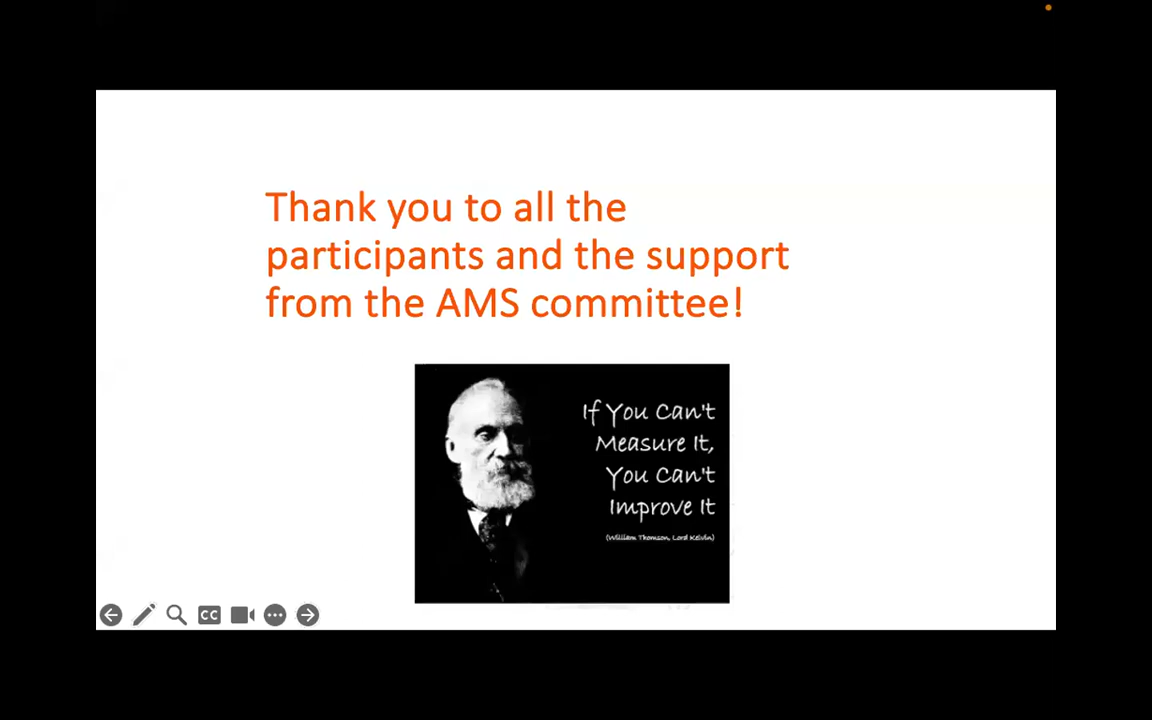 Thank you to all the
participants and the support
from the AMS committee!
If You Can't
Measure It,
You Can't
Improve It
(William Thomson, Lord Kelvin)
CC